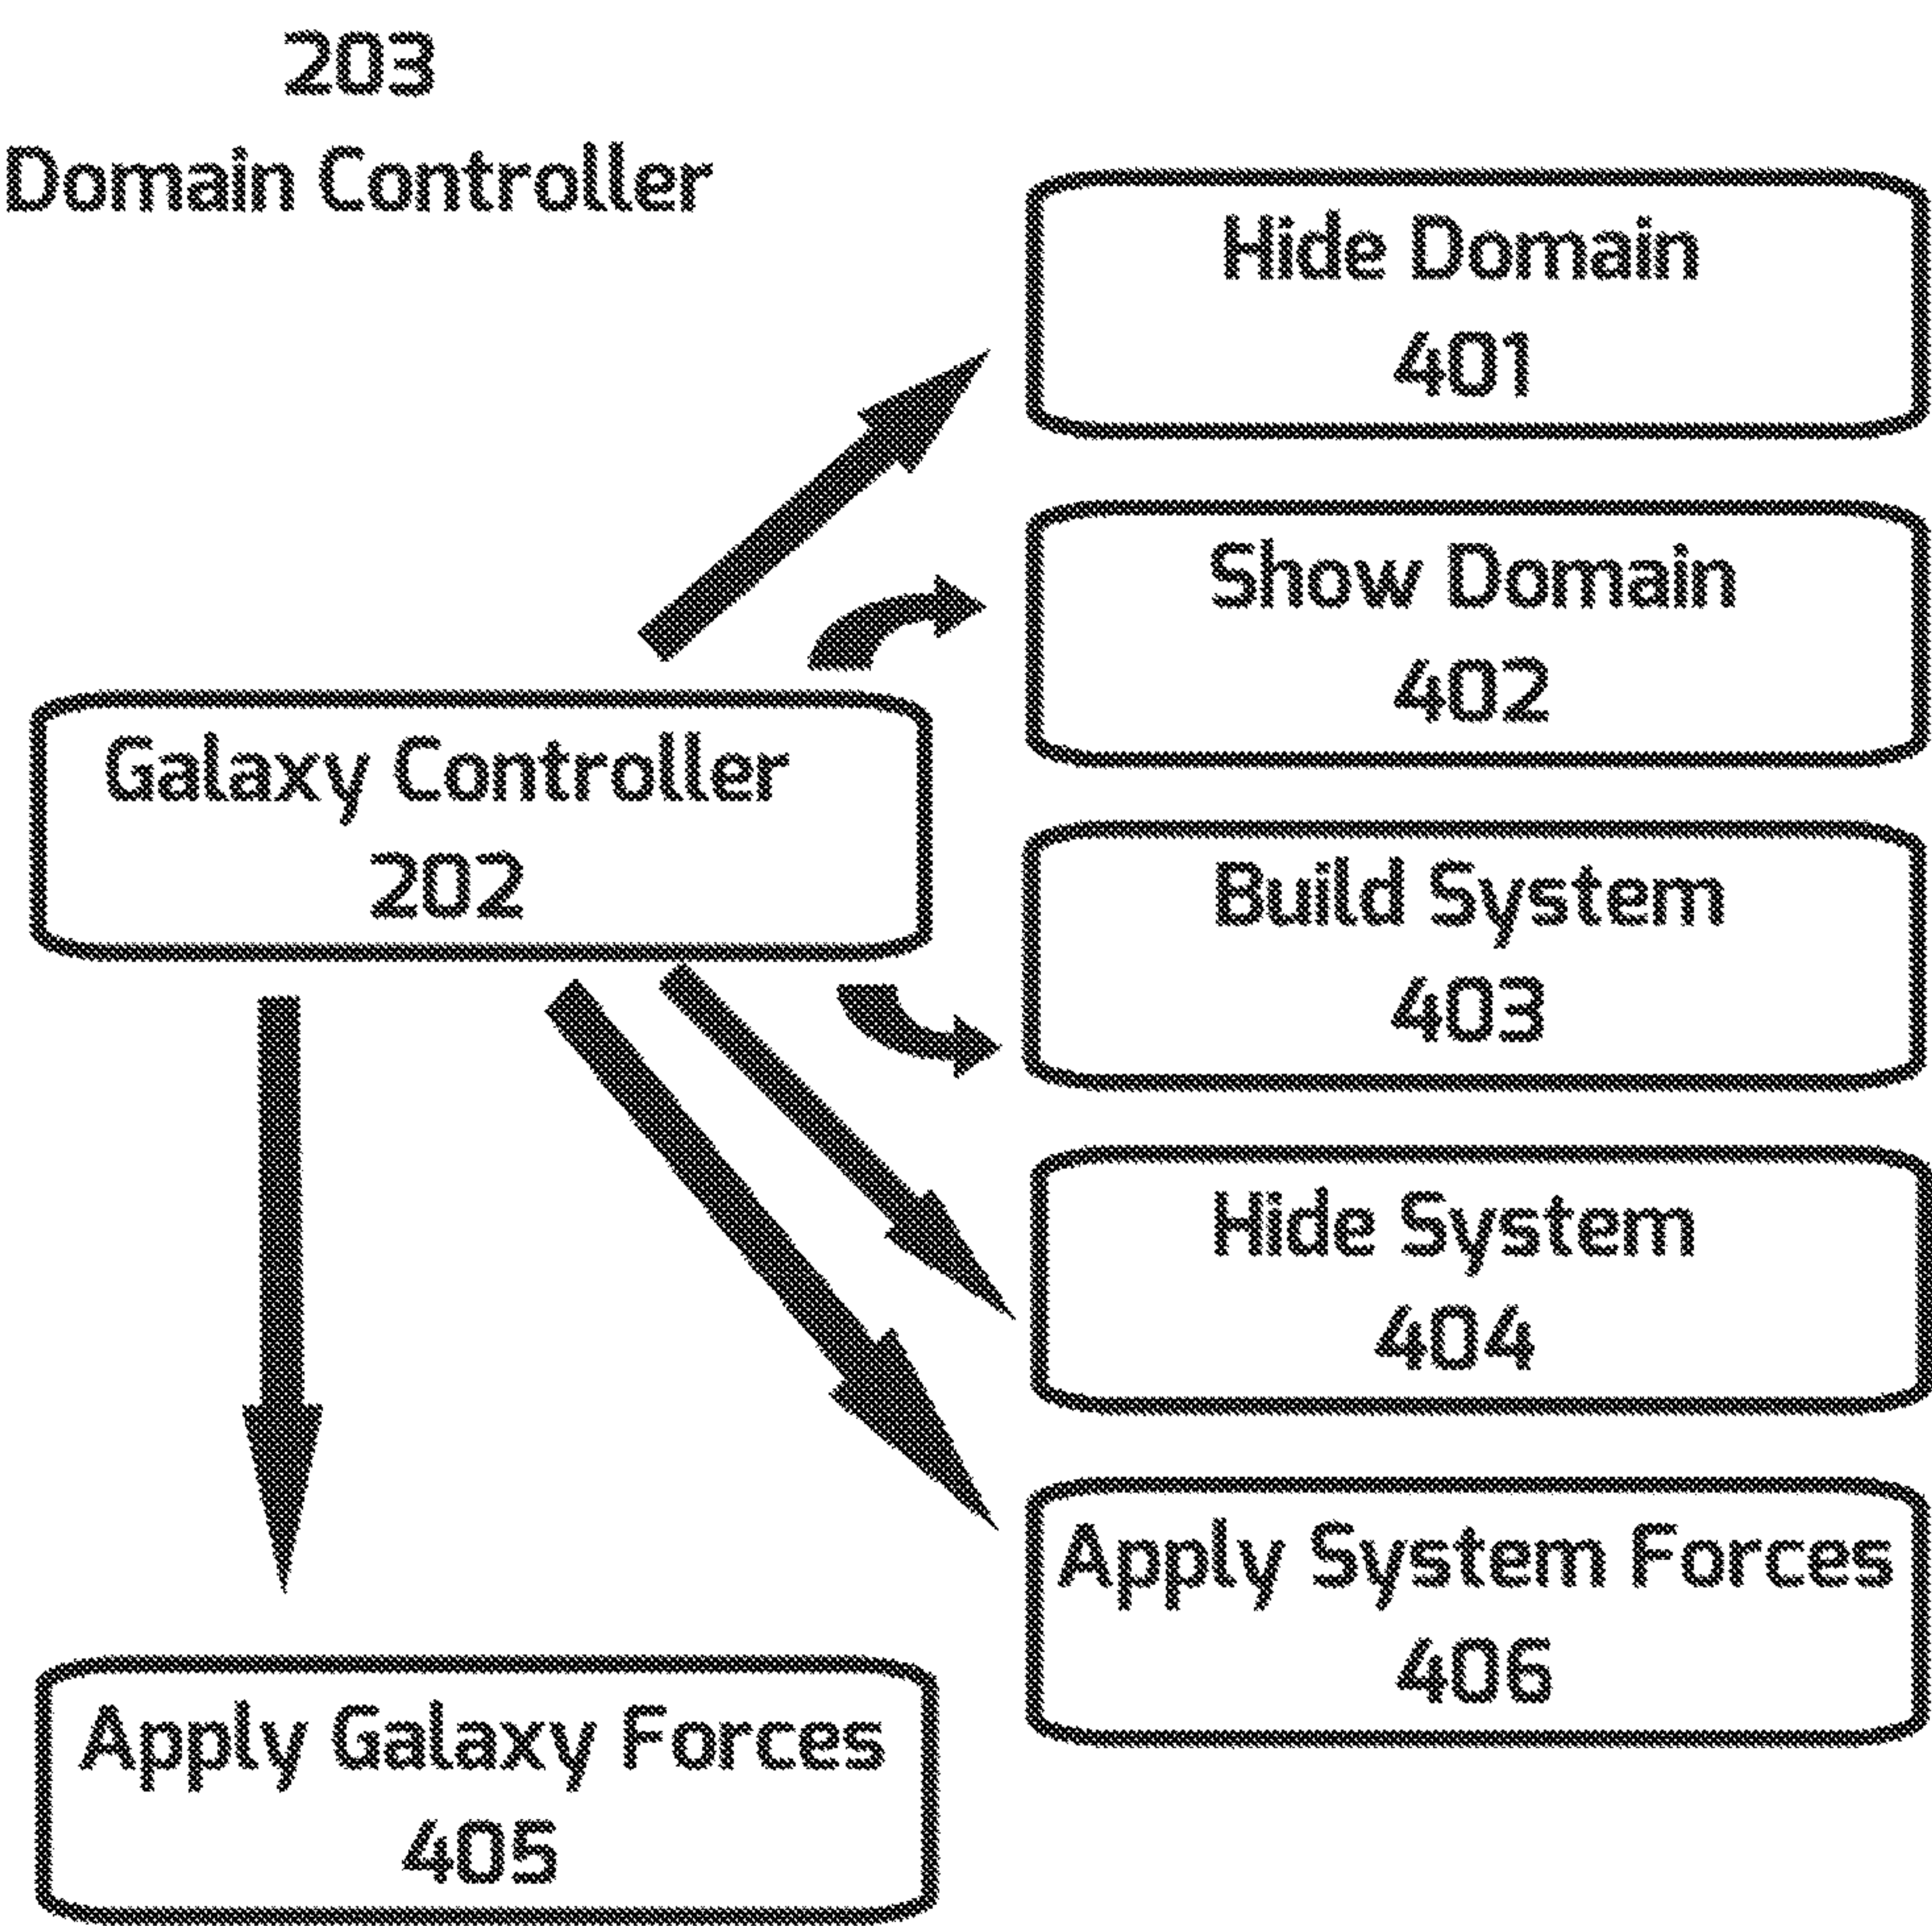 203
Domain Controller
Hide Domain
401
Show Domain
402
Galaxy Controller
202
Build System
403
Hide System
404
Apply System Forces
406
Apply Galaxy Forces
405